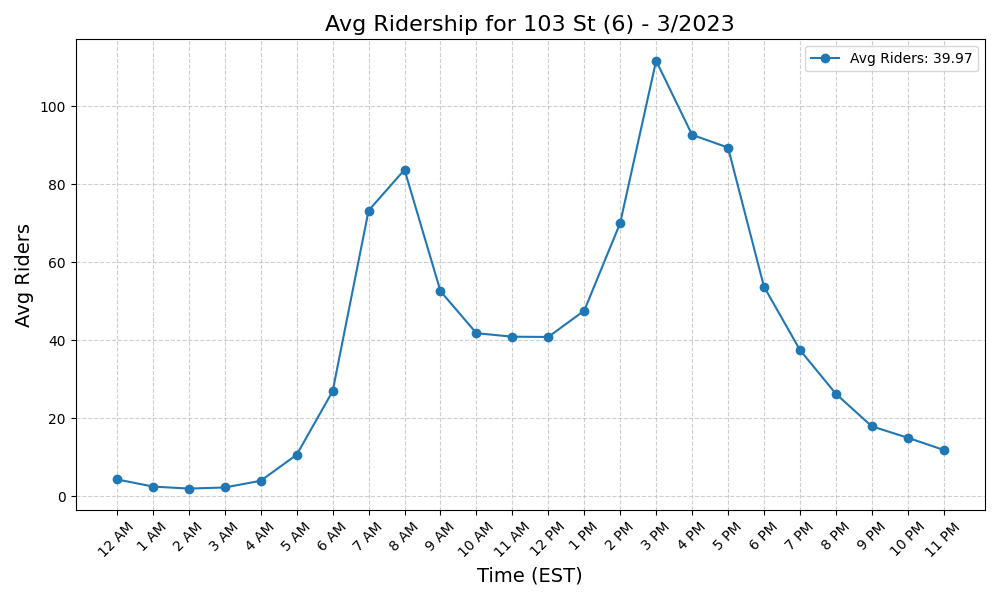 Avg Ridership for 103 St (6) - 3/2023
Avg Riders: 39.97
Avg Riders
100
80
60
40
20
0
12 AM
1 AM
2 AM
3 AM
4 AM
5 AM
6 AM
7 AM
8 AM
9 AM
10 AM
11 AM
12 PM
1 PM
2 PM
3 PM
4 PM
5 PM
6 PM
7 PM
8 PM
9 PM
10 PM
11 PM
Time (EST)